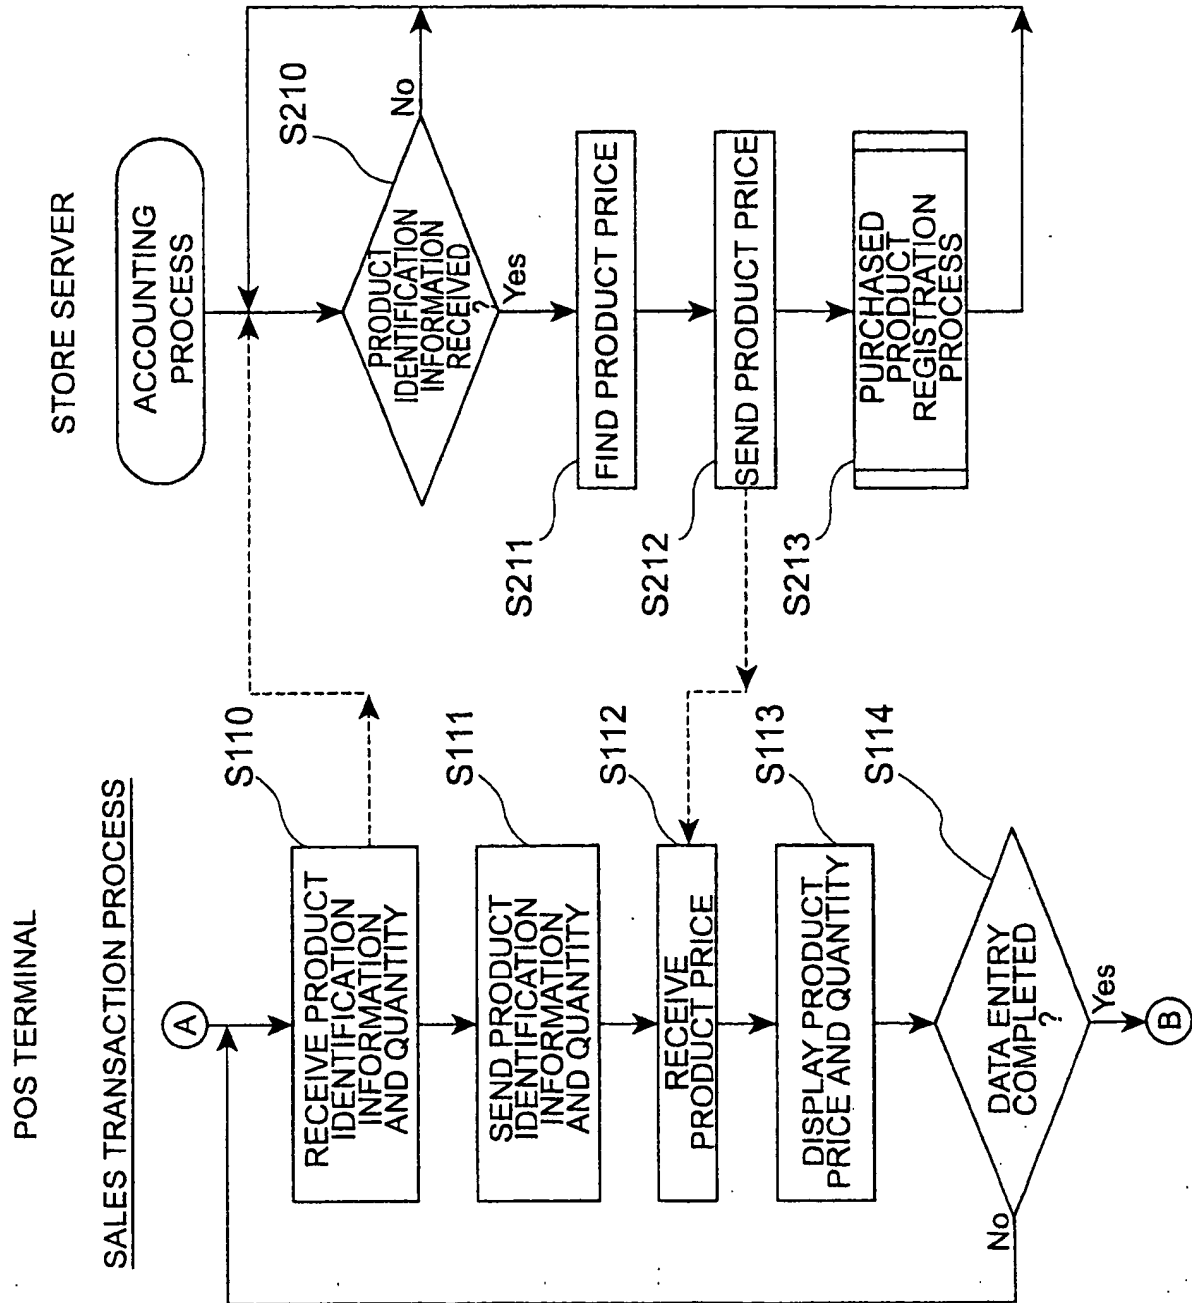 POS TERMINAL
SALES TRANSACTION PROCESS
A
RECEIVE PRODUCT
IDENTIFICATION
INFORMATION
AND QUANTITY
S110
SEND PRODUCT
IDENTIFICATION
INFORMATION
AND QUANTITY
S111
RECEIVE
PRODUCT PRICE
S112
DISPLAY PRODUCT
PRICE AND QUANTITY
S113
DATA ENTRY
COMPLETED
?
S114
No
Yes
B
STORE SERVER
ACCOUNTING
PROCESS
PRODUCT
IDENTIFICATION
INFORMATION
RECEIVED
?
S210
No
Yes
FIND PRODUCT PRICE
S211
SEND PRODUCT PRICE
S212
PURCHASED
PRODUCT
REGISTRATION
PROCESS
S213